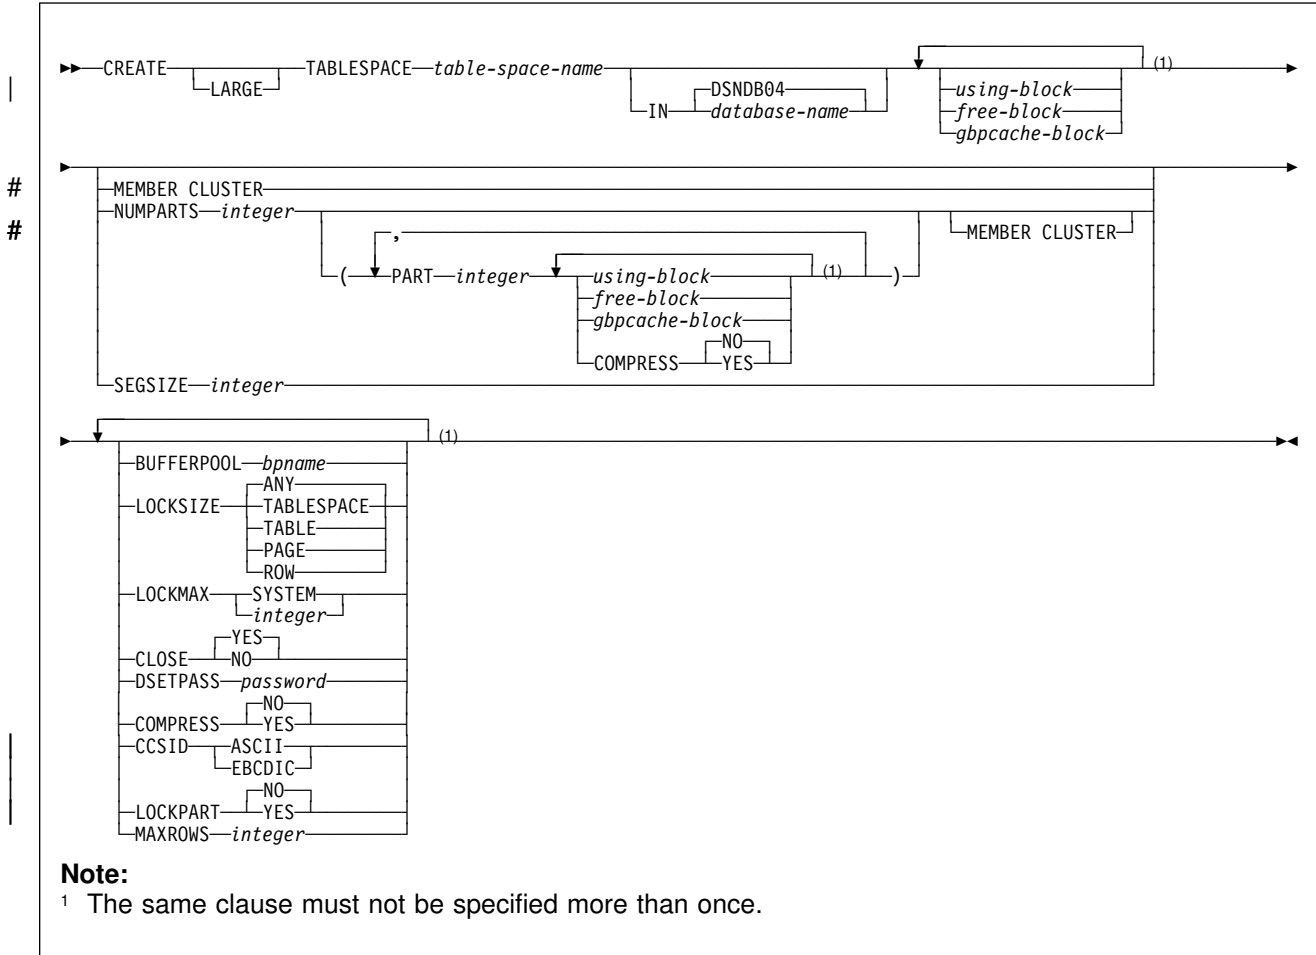 CREATE LARGE TABLESPACE table-space-name IN DSNDB04 database-name using-block free-block gbpcache-block (1)
|
# MEMBER CLUSTER
# NUMPARTS integer ( , PART integer using-block free-block gbpcache-block COMPRESS NO YES (1) ) MEMBER CLUSTER
SEGSIZE integer
(1)
BUFFERPOOL bpname
ANY
LOCKSIZE TABLESPACE
TABLE
PAGE
ROW
LOCKMAX SYSTEM
integer
YES
CLOSE NO
DSETPASS password
NO
COMPRESS YES
| CCSID ASCII
| EBCDIC
| NO
| LOCKPART YES
MAXROWS integer
Note:
1 The same clause must not be specified more than once.